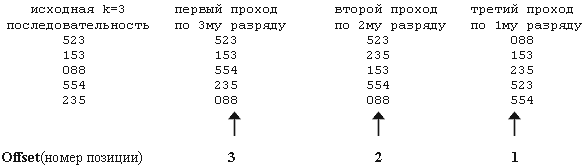 исходная k=3 первый проход второй проход третий проход
последовательность по 3му разряду по 2му разряду по 1му разряду
523 523 523 088
153 153 235 153
088 554 153 235
554 235 554 523
235 088 088 554
Offset(номер позиции) 3 2 1